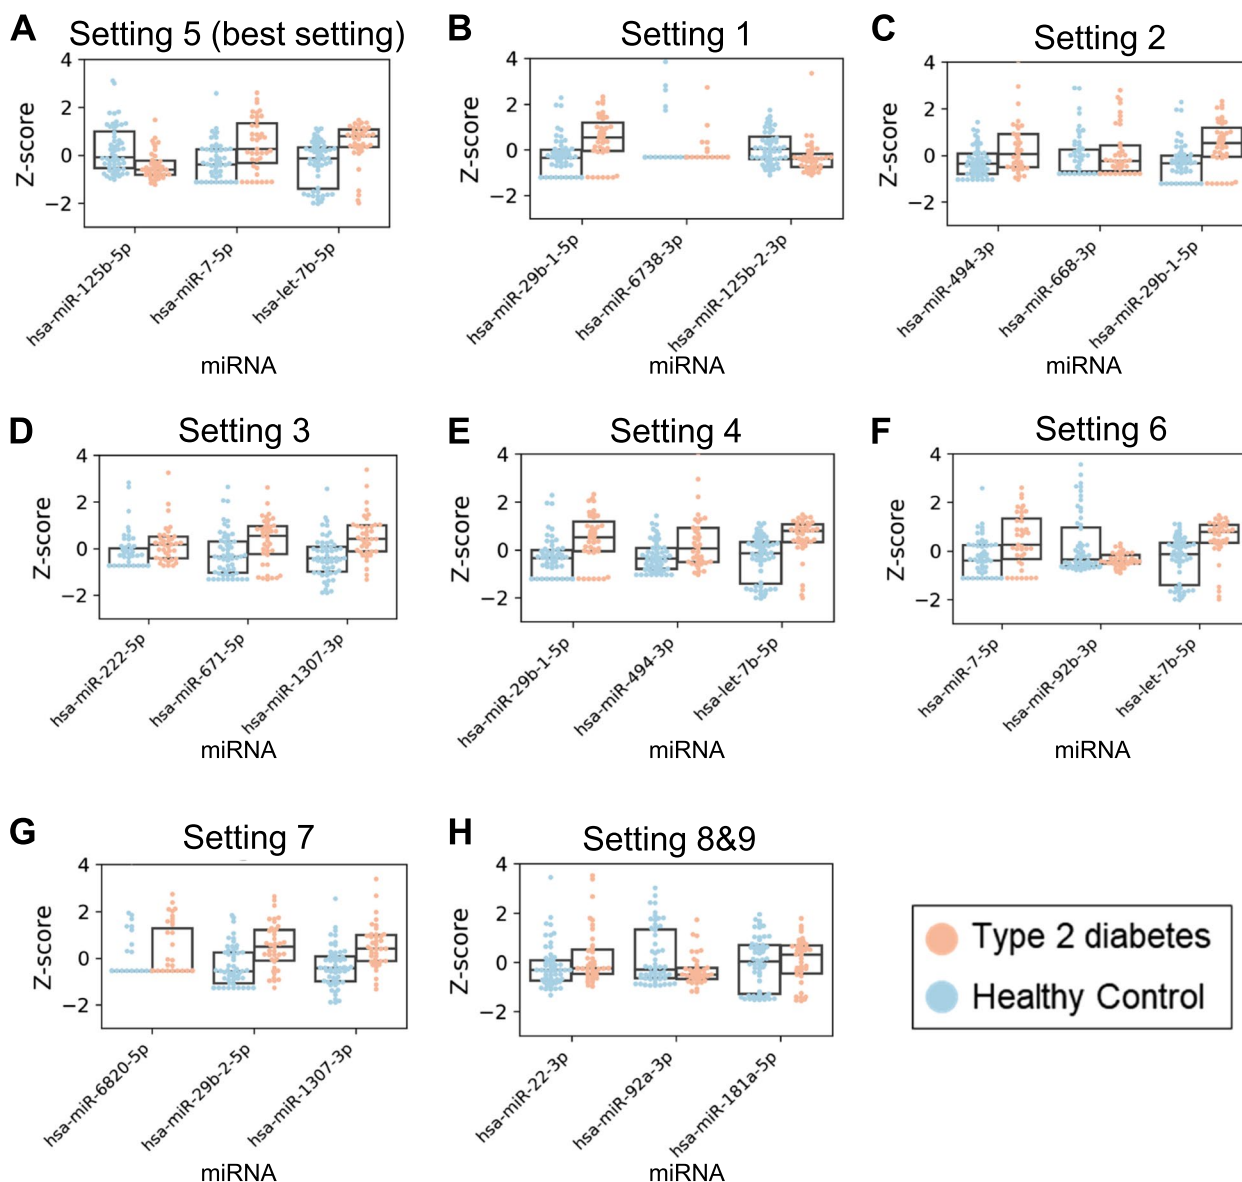 A
Setting 5 (best setting)
4
2
0
−2
Z-score
hsa-miR-125b-5p
hsa-miR-7-5p
hsa-let-7b-5p
miRNA
B
Setting 1
4
2
0
−2
Z-score
hsa-miR-29b-1-5p
hsa-miR-6738-3p
hsa-miR-125b-2-3p
miRNA
C
Setting 2
4
2
0
−2
Z-score
hsa-miR-494-3p
hsa-miR-668-3p
hsa-miR-29b-1-5p
miRNA
D
Setting 3
4
2
0
−2
Z-score
hsa-miR-222-5p
hsa-miR-671-5p
hsa-miR-1307-3p
miRNA
E
Setting 4
4
2
0
−2
Z-score
hsa-miR-29b-1-5p
hsa-miR-494-3p
hsa-let-7b-5p
miRNA
F
Setting 6
4
2
0
−2
Z-score
hsa-miR-7-5p
hsa-miR-92b-3p
hsa-let-7b-5p
miRNA
G
Setting 7
4
2
0
−2
Z-score
hsa-miR-6820-5p
hsa-miR-29b-2-5p
hsa-miR-1307-3p
miRNA
H
Setting 8&9
4
2
0
−2
Z-score
hsa-miR-22-3p
hsa-miR-92a-3p
hsa-miR-181a-5p
miRNA
Type 2 diabetes
Healthy Control